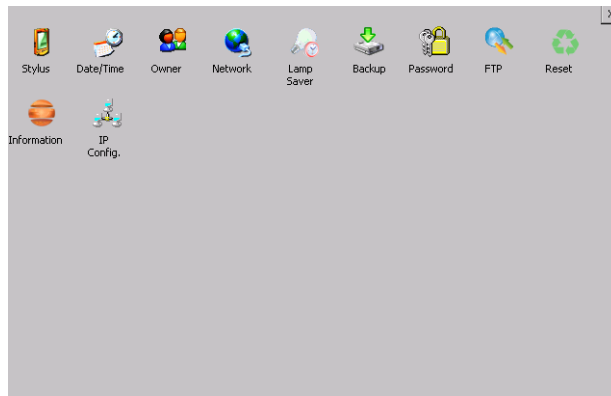 Stylus Date/Time Owner Network Lamp Saver Backup Password FTP Reset
Information IP Config.